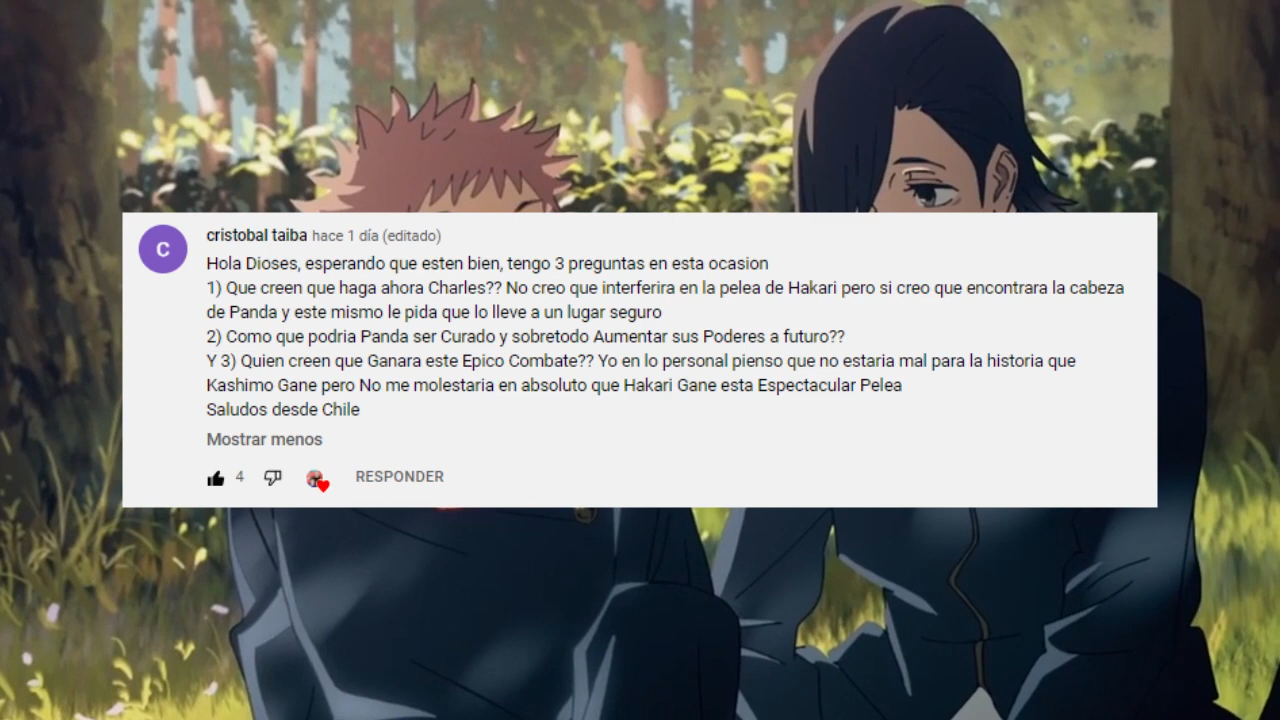 C
cristobal taiba hace 1 día (editado)
Hola Dioses, esperando que esten bien, tengo 3 preguntas en esta ocasion
1) Que creen que haga ahora Charles?? No creo que interferira en la pelea de Hakari pero si creo que encontrara la cabeza
de Panda y este mismo le pida que lo lleve a un lugar seguro
2) Como que podria Panda ser Curado y sobretodo Aumentar sus Poderes a futuro??
Y 3) Quien creen que Ganara este Epico Combate?? Yo en lo personal pienso que no estaria mal para la historia que
Kashimo Gane pero No me molestaria en absoluto que Hakari Gane esta Espectacular Pelea
Saludos desde Chile
Mostrar menos
4 RESPONDER